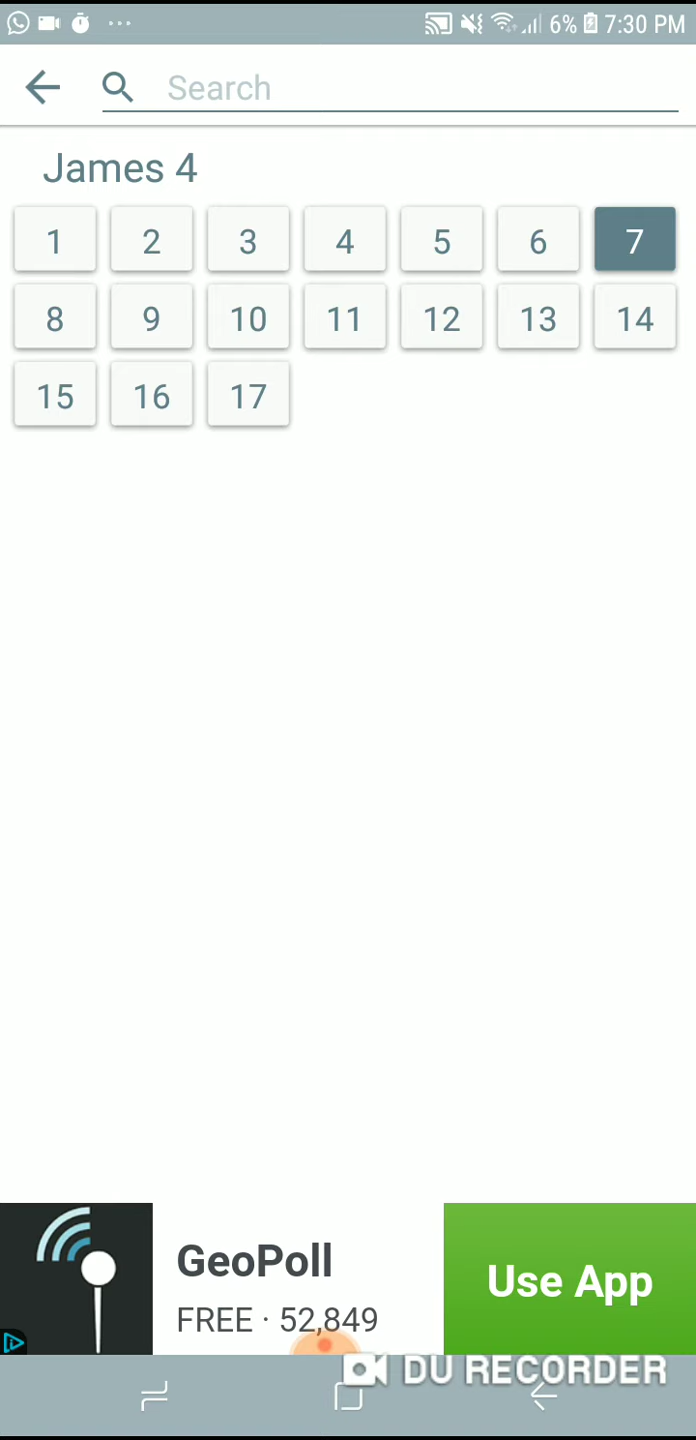 6% 7:30 PM
Search
James 4
1 2 3 4 5 6 7
8 9 10 11 12 13 14
15 16 17
GeoPoll
FREE · 52,849
Use App
DU RECORDER